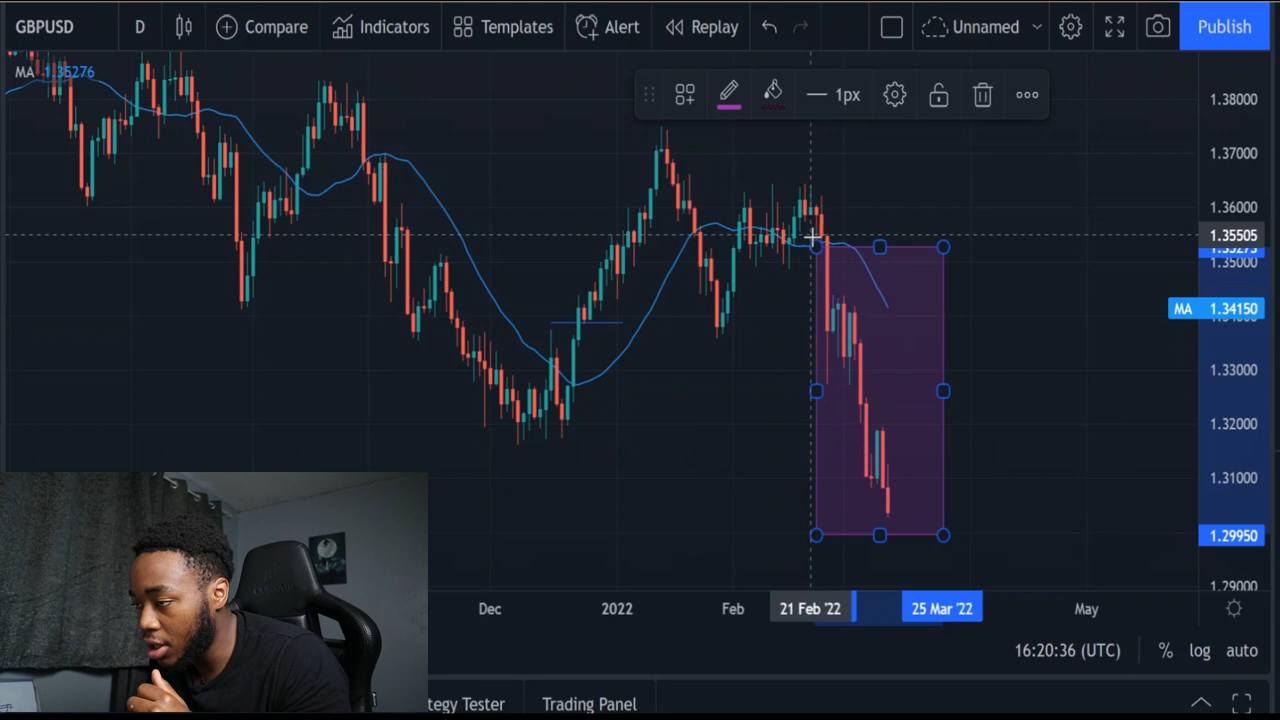 GBPUSD D Compare Indicators Templates Alert Replay Unnamed Publish
MA 1.35276
1px
1.38000
1.37000
1.36000
1.35505
1.35000
MA 1.34150
1.33000
1.32000
1.31000
1.29950
1.29000
Dec 2022 Feb 21 Feb '22 25 Mar '22 May
16:20:36 (UTC) % log auto
tegy Tester Trading Panel